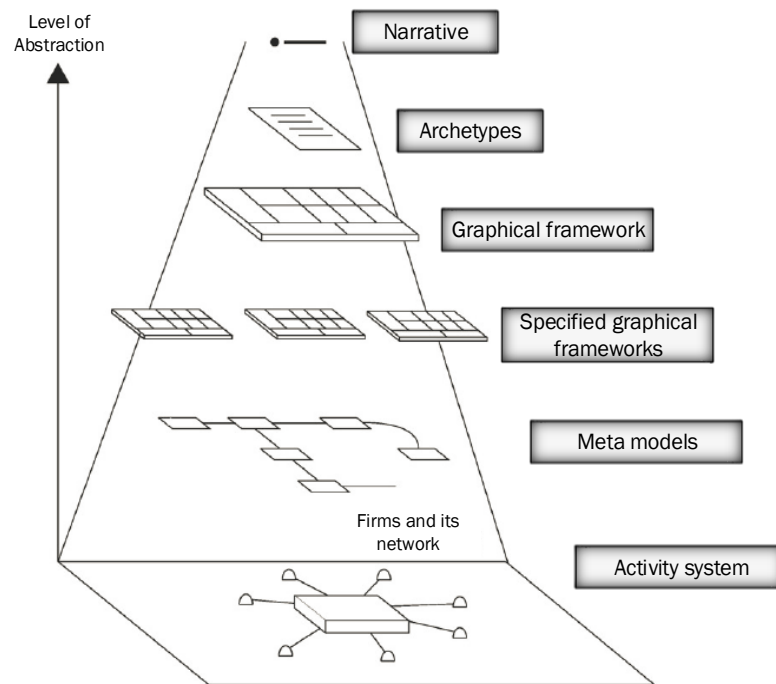 Level of
Abstraction
Narrative
Archetypes
Graphical framework
Specified graphical
frameworks
Meta models
Firms and its
network
Activity system